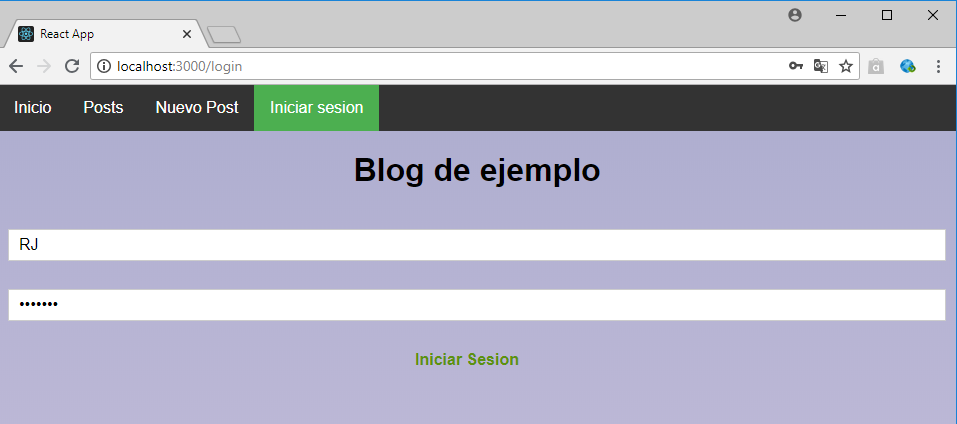 React App
localhost:3000/login
Inicio Posts Nuevo Post Iniciar sesion
Blog de ejemplo
RJ
•••••••
Iniciar Sesion